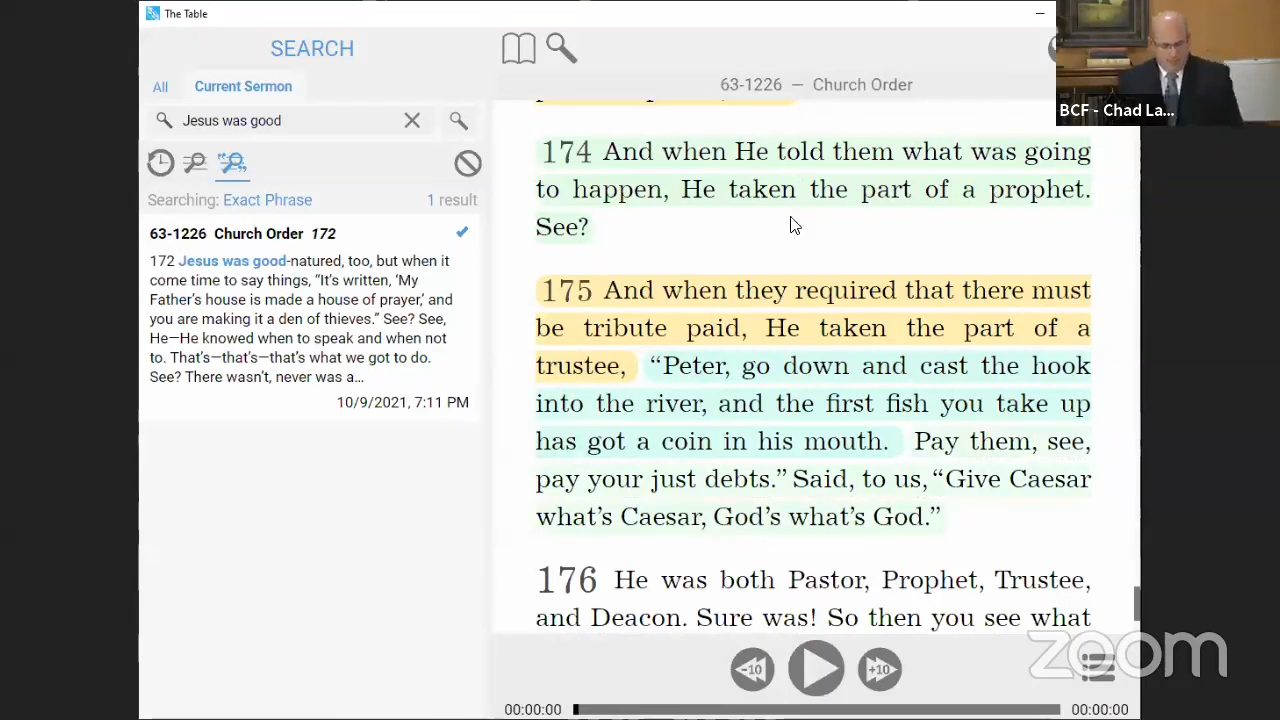 The Table
SEARCH
All
Current Sermon
Jesus was good
Searching: Exact Phrase
1 result
63-1226 Church Order 172
172 Jesus was good-natured, too, but when it
come time to say things, “It’s written, ‘My
Father’s house is made a house of prayer,’ and
you are making it a den of thieves.” See? See,
He—He knowed when to speak and when not
to. That’s—that’s—that’s what we got to do.
See? There wasn’t, never was a...
10/9/2021, 7:11 PM
63-1226 — Church Order
174 And when He told them what was going
to happen, He taken the part of a prophet.
See?
175 And when they required that there must
be tribute paid, He taken the part of a
trustee, “Peter, go down and cast the hook
into the river, and the first fish you take up
has got a coin in his mouth. Pay them, see,
pay your just debts.” Said, to us, “Give Caesar
what’s Caesar, God’s what’s God.”
176 He was both Pastor, Prophet, Trustee,
and Deacon. Sure was! So then you see what
-10
+10
00:00:00
00:00:00
BCF - Chad La...
zoom